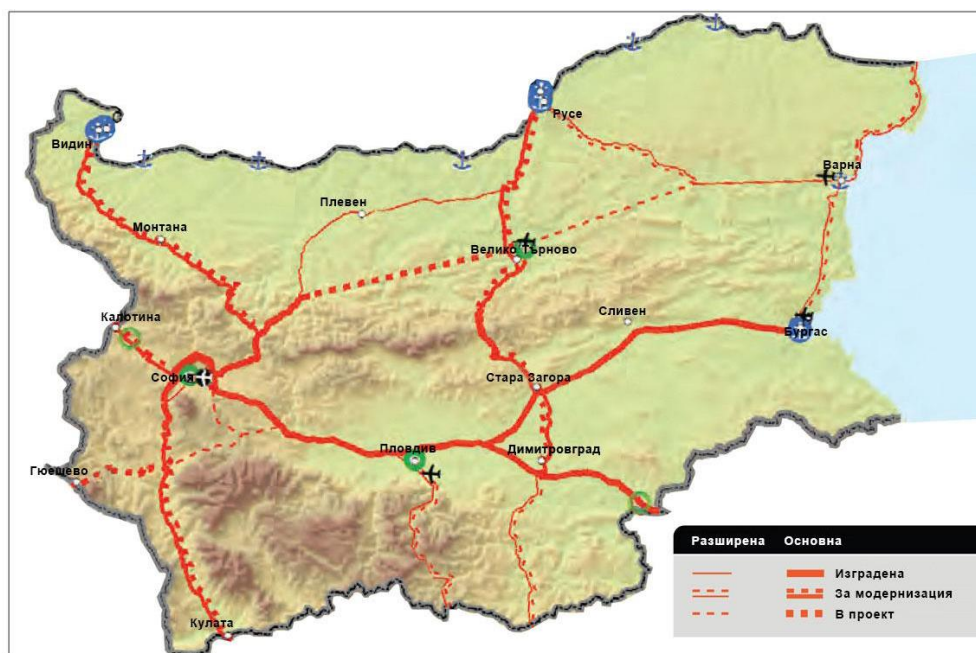 Русе
Видин
Варна
Плевен
Монтана
Велико Търново
Калотина
Сливен
Бургас
София
Стара Загора
Пловдив
Димитровград
Гюешево
Кулата
Разширена Основна
Изградена
За модернизация
В проект